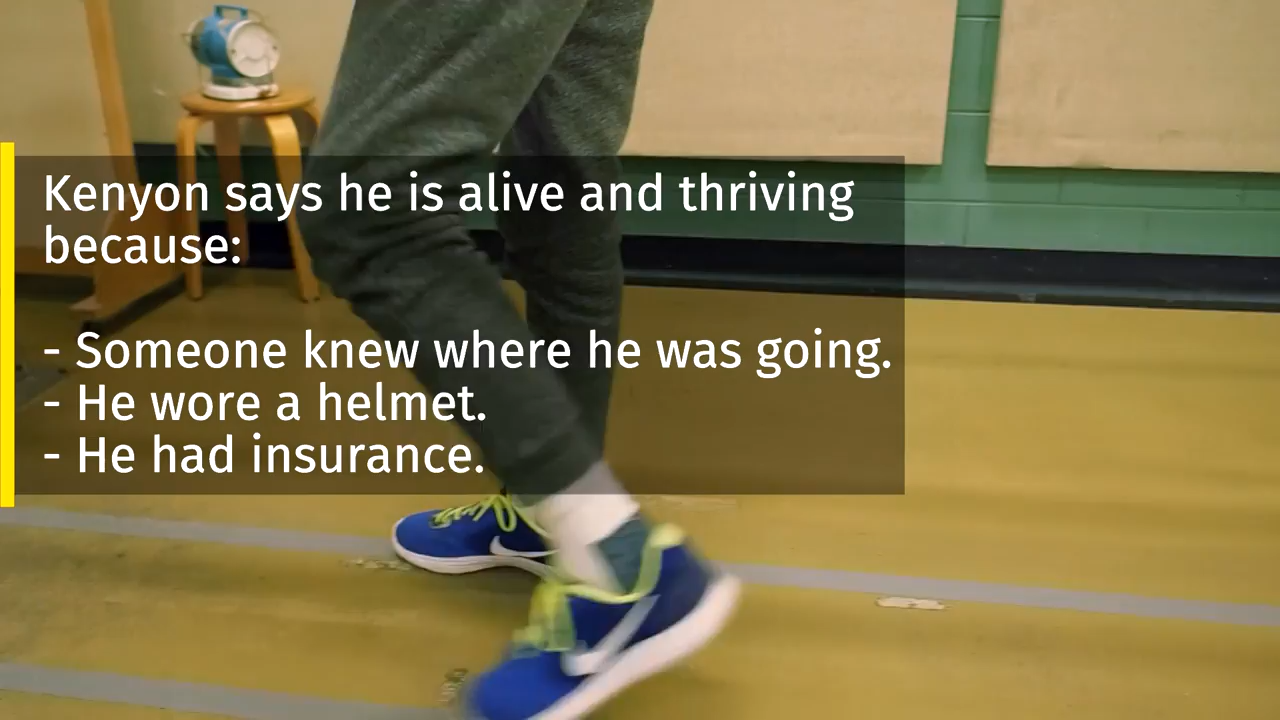 Kenyon says he is alive and thriving
because:
- Someone knew where he was going.
- He wore a helmet.
- He had insurance.